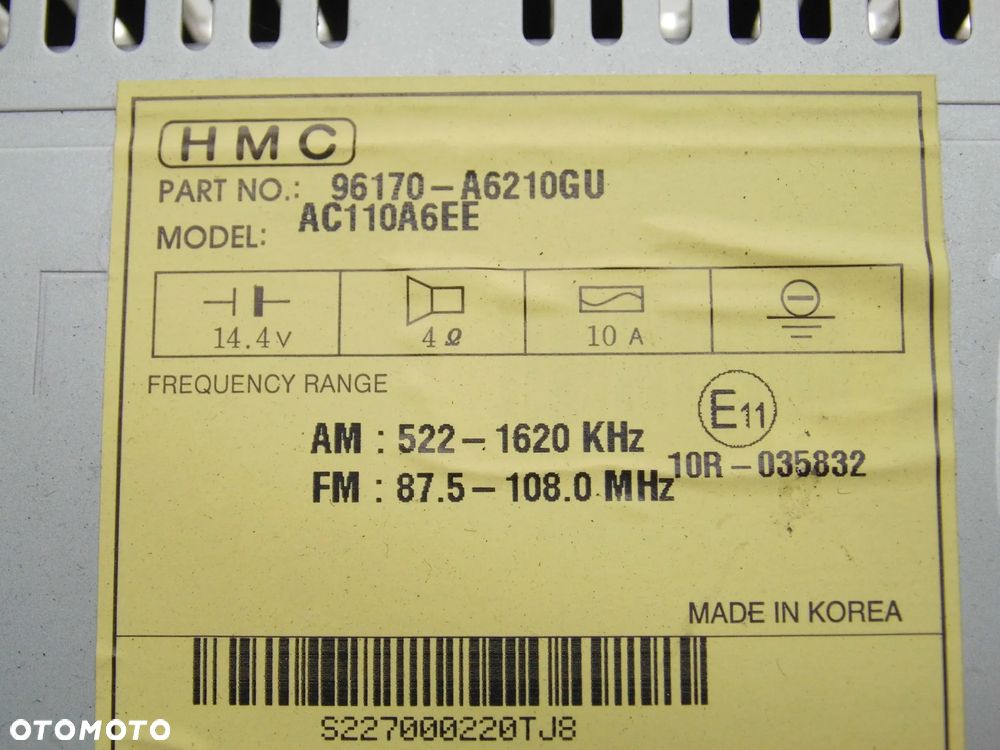 HMC
PART NO.: 96170-A6210GU
MODEL: AC110A6EE
14.4V 4Ω 10 A
FREQUENCY RANGE
E11
AM : 522-1620 KHz
10R-035832
FM : 87.5-108.0 MHz
MADE IN KOREA
S227000220TJ8
OTOMOTO